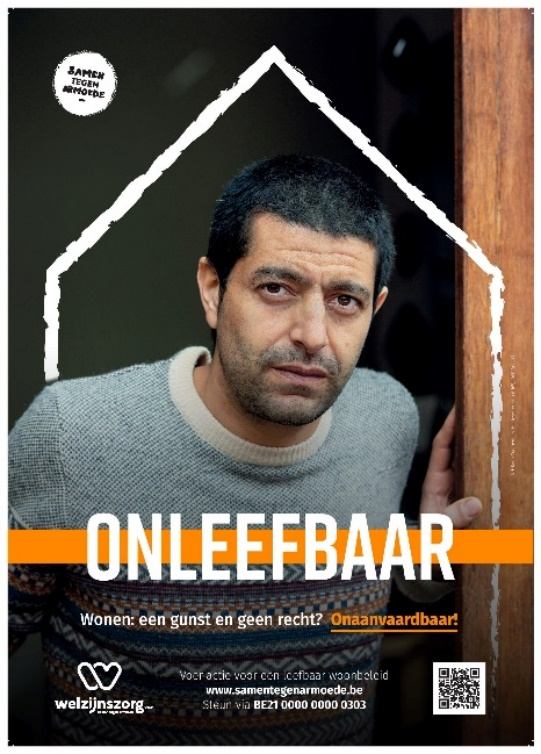 SAMEN
TEGEN
ARMOEDE
ONLEEFBAAR
Wonen: een gunst en geen recht? Onaanvaardbaar!
Voer actie voor een leefbaar woonbeleid
www.samentegenarmoede.be
Steun via BE21 0000 0000 0303
welzijnszorg